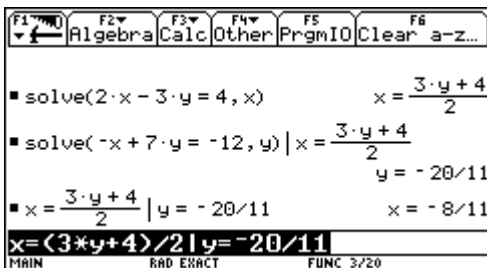 F1 F2 F3 F4 F5 F6
Algebra Calc Other PrgmIO Clear a-z…
▪ solve(2·x − 3·y = 4, x) x = (3·y + 4)/2
▪ solve(⁻x + 7·y = ⁻12, y) | x = (3·y + 4)/2
y = ⁻20/11
▪ x = (3·y + 4)/2 | y = ⁻20/11 x = ⁻8/11
x=(3*y+4)/2|y=⁻20/11
MAIN RAD EXACT FUNC 3/20